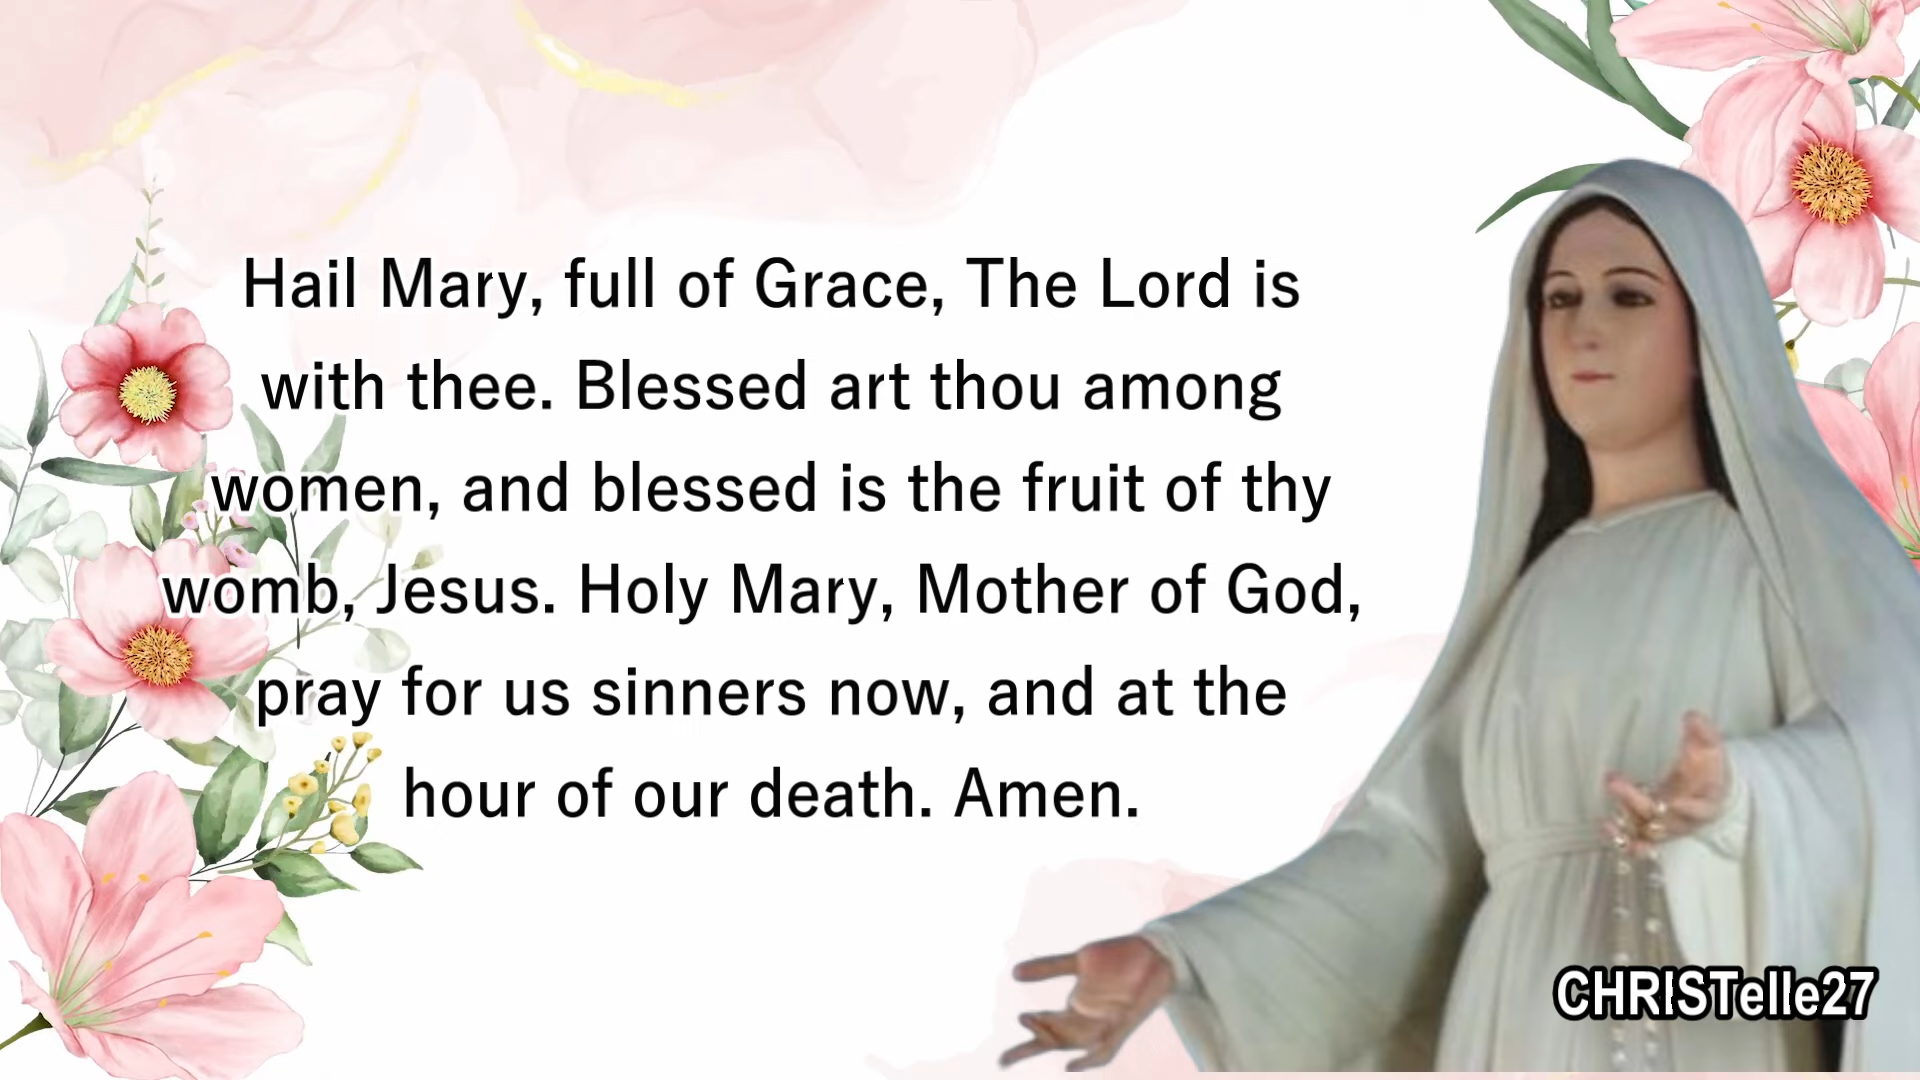 Hail Mary, full of Grace, The Lord is
with thee. Blessed art thou among
women, and blessed is the fruit of thy
womb, Jesus. Holy Mary, Mother of God,
pray for us sinners now, and at the
hour of our death. Amen.
CHRISTelle27